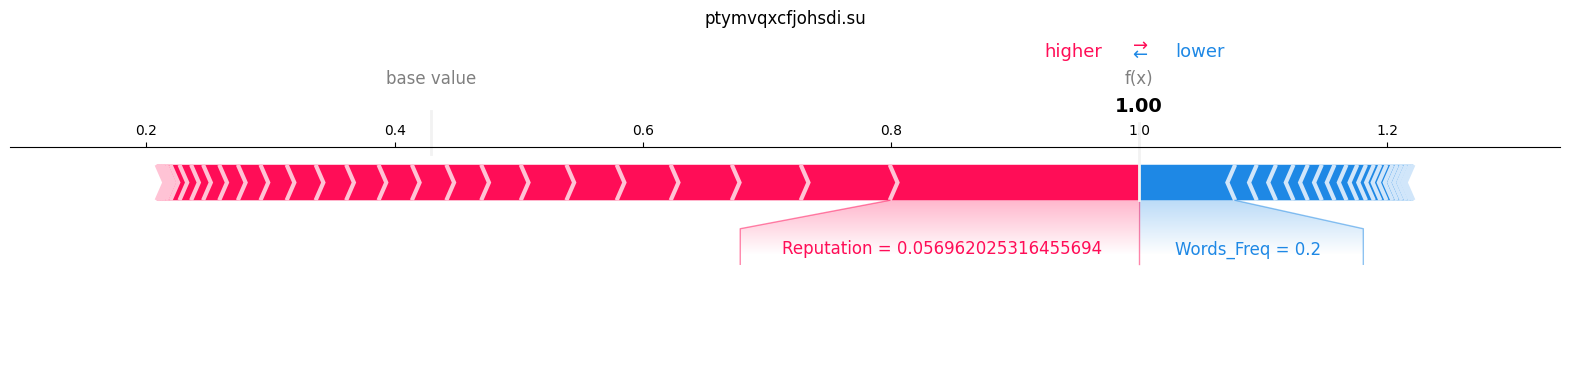 ptymvqxcfjohsdi.su
higher → ← lower
base value f(x)
1.00
0.2 0.4 0.6 0.8 1.0 1.2
Reputation = 0.056962025316455694 Words_Freq = 0.2